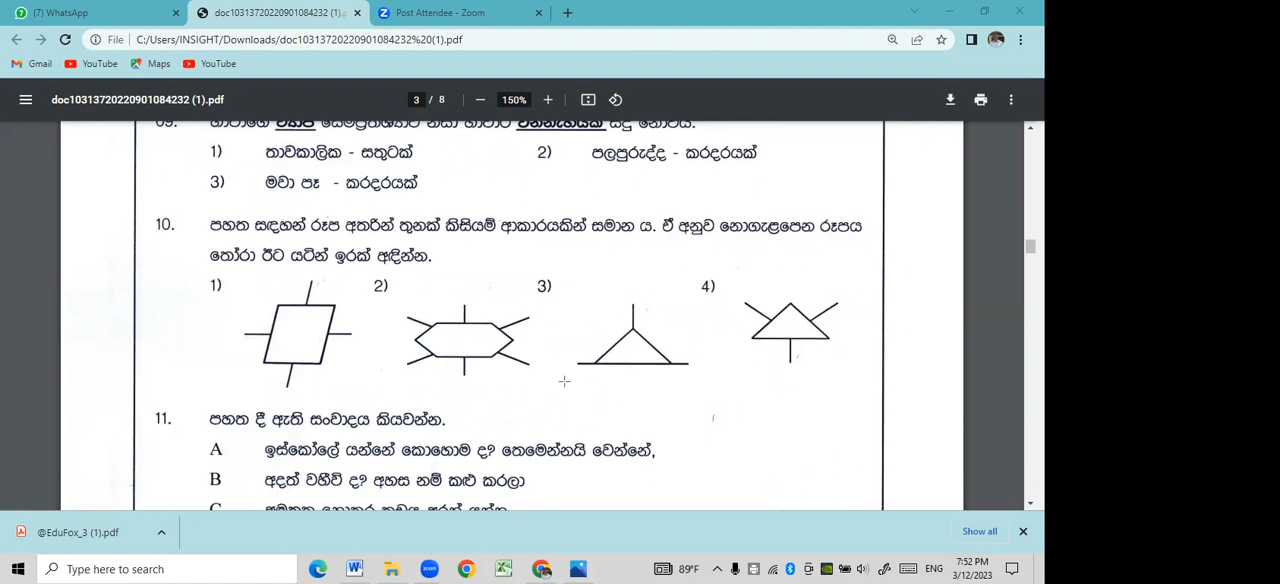 (7) WhatsApp
doc10313720220901084232 (1).p
Post Attendee - Zoom
File
C:/Users/INSIGHT/Downloads/doc10313720220901084232%20(1).pdf
Gmail
YouTube
Maps
YouTube
doc10313720220901084232 (1).pdf
3 / 8
150%
1) තාවකාලික - සතුටක් 2) පලපුරුද්ද - කරදරයක්
3) මවා පෑ - කරදරයක්
10. පහත සඳහන් රූප අතරින් තුනක් කිසියම් ආකාරයකින් සමාන ය. ඒ අනුව නොගැළපෙන රූපය
තෝරා ඊට යටින් ඉරක් අඳින්න.
1) 2) 3) 4)
11. පහත දී ඇති සංවාදය කියවන්න.
A ඉස්කෝලේ යන්නේ කොහොම ද? තෙමෙන්නයි වෙන්නේ,
B අදත් වහීවි ද? අහස නම් කළු කරලා
@EduFox_3 (1).pdf
Show all
Type here to search
89°F
ENG
7:52 PM
3/12/2023